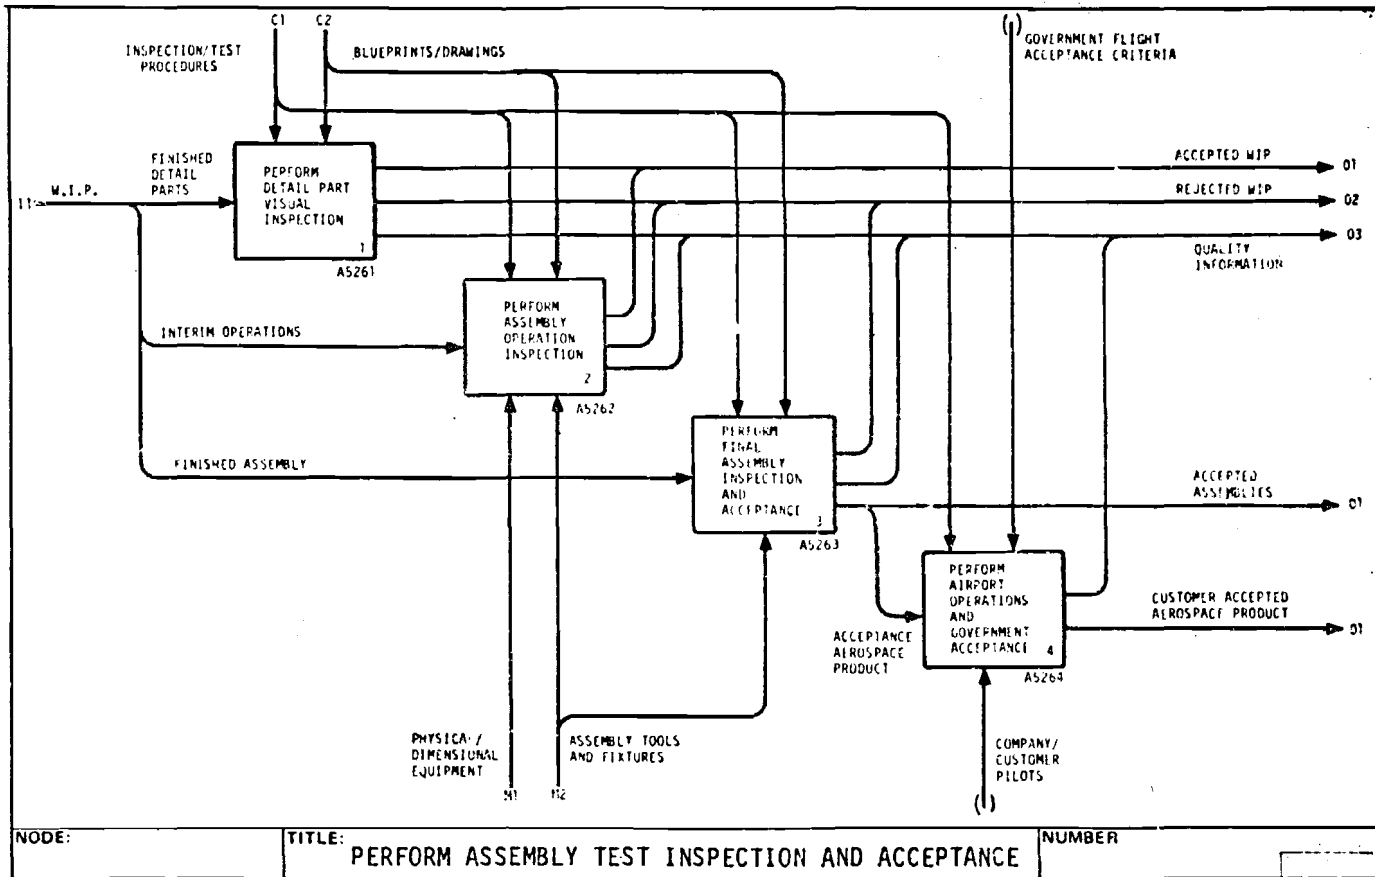 C1
C2
INSPECTION/TEST
PROCEDURES
BLUEPRINTS/DRAWINGS
GOVERNMENT FLIGHT
ACCEPTANCE CRITERIA
I1
W.I.P.
FINISHED
DETAIL
PARTS
PERFORM
DETAIL PART
VISUAL
INSPECTION
1
A5261
ACCEPTED WIP
O1
REJECTED WIP
O2
O3
QUALITY
INFORMATION
INTERIM OPERATIONS
PERFORM
ASSEMBLY
OPERATION
INSPECTION
2
A5262
FINISHED ASSEMBLY
PERFORM
FINAL
ASSEMBLY
INSPECTION
AND
ACCEPTANCE
3
A5263
ACCEPTED
ASSEMBLIES
O1
PERFORM
AIRPORT
OPERATIONS
AND
GOVERNMENT
ACCEPTANCE
4
A5264
CUSTOMER ACCEPTED
AEROSPACE PRODUCT
O1
ACCEPTANCE
AEROSPACE
PRODUCT
PHYSICAL/
DIMENSIONAL
EQUIPMENT
M1
M2
ASSEMBLY TOOLS
AND FIXTURES
COMPANY/
CUSTOMER
PILOTS
NODE:
TITLE:
PERFORM ASSEMBLY TEST INSPECTION AND ACCEPTANCE
NUMBER